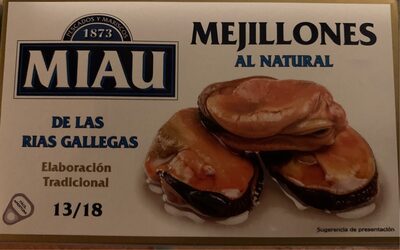 PESCADOS Y MARISCOS
1873
MIAU
MEJILLONES
AL NATURAL
DE LAS
RIAS GALLEGAS
Elaboración
Tradicional
13/18
Sugerencia de presentación